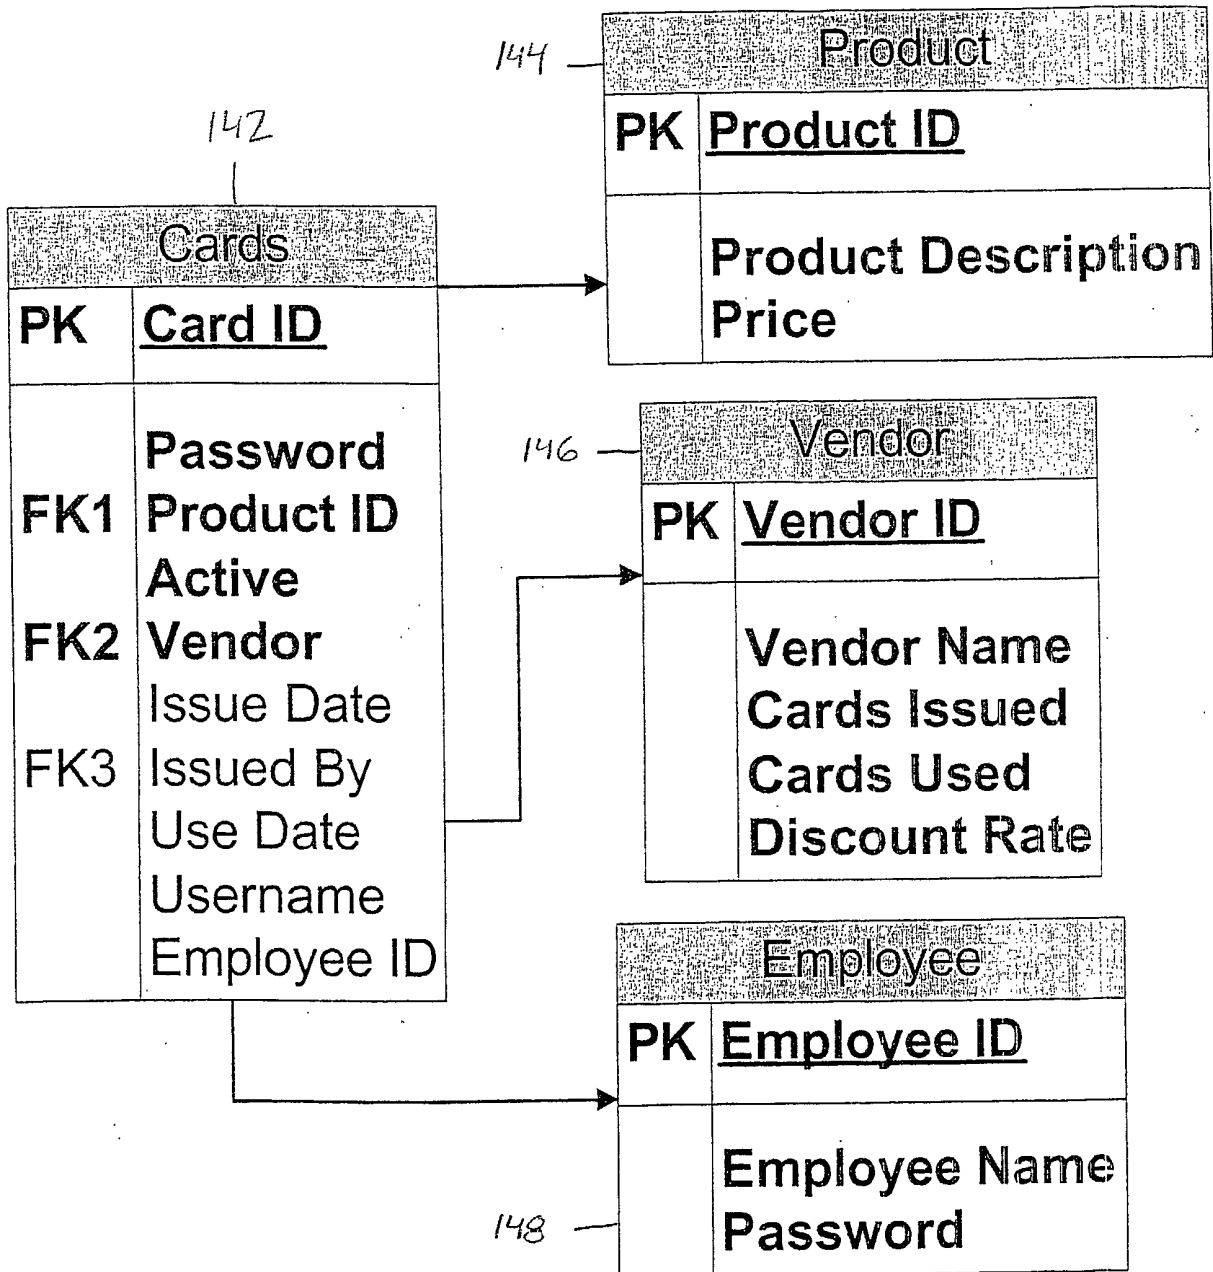 142
Cards
PK Card ID
Password
FK1 Product ID
Active
FK2 Vendor
Issue Date
FK3 Issued By
Use Date
Username
Employee ID
144
Product
PK Product ID
Product Description
Price
146
Vendor
PK Vendor ID
Vendor Name
Cards Issued
Cards Used
Discount Rate
Employee
PK Employee ID
Employee Name
148
Password